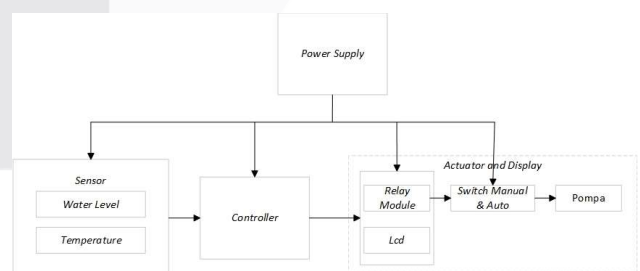 Power Supply
Sensor
Water Level
Temperature
Controller
Actuator and Display
Relay
Module
Lcd
Switch Manual
& Auto
Pompa